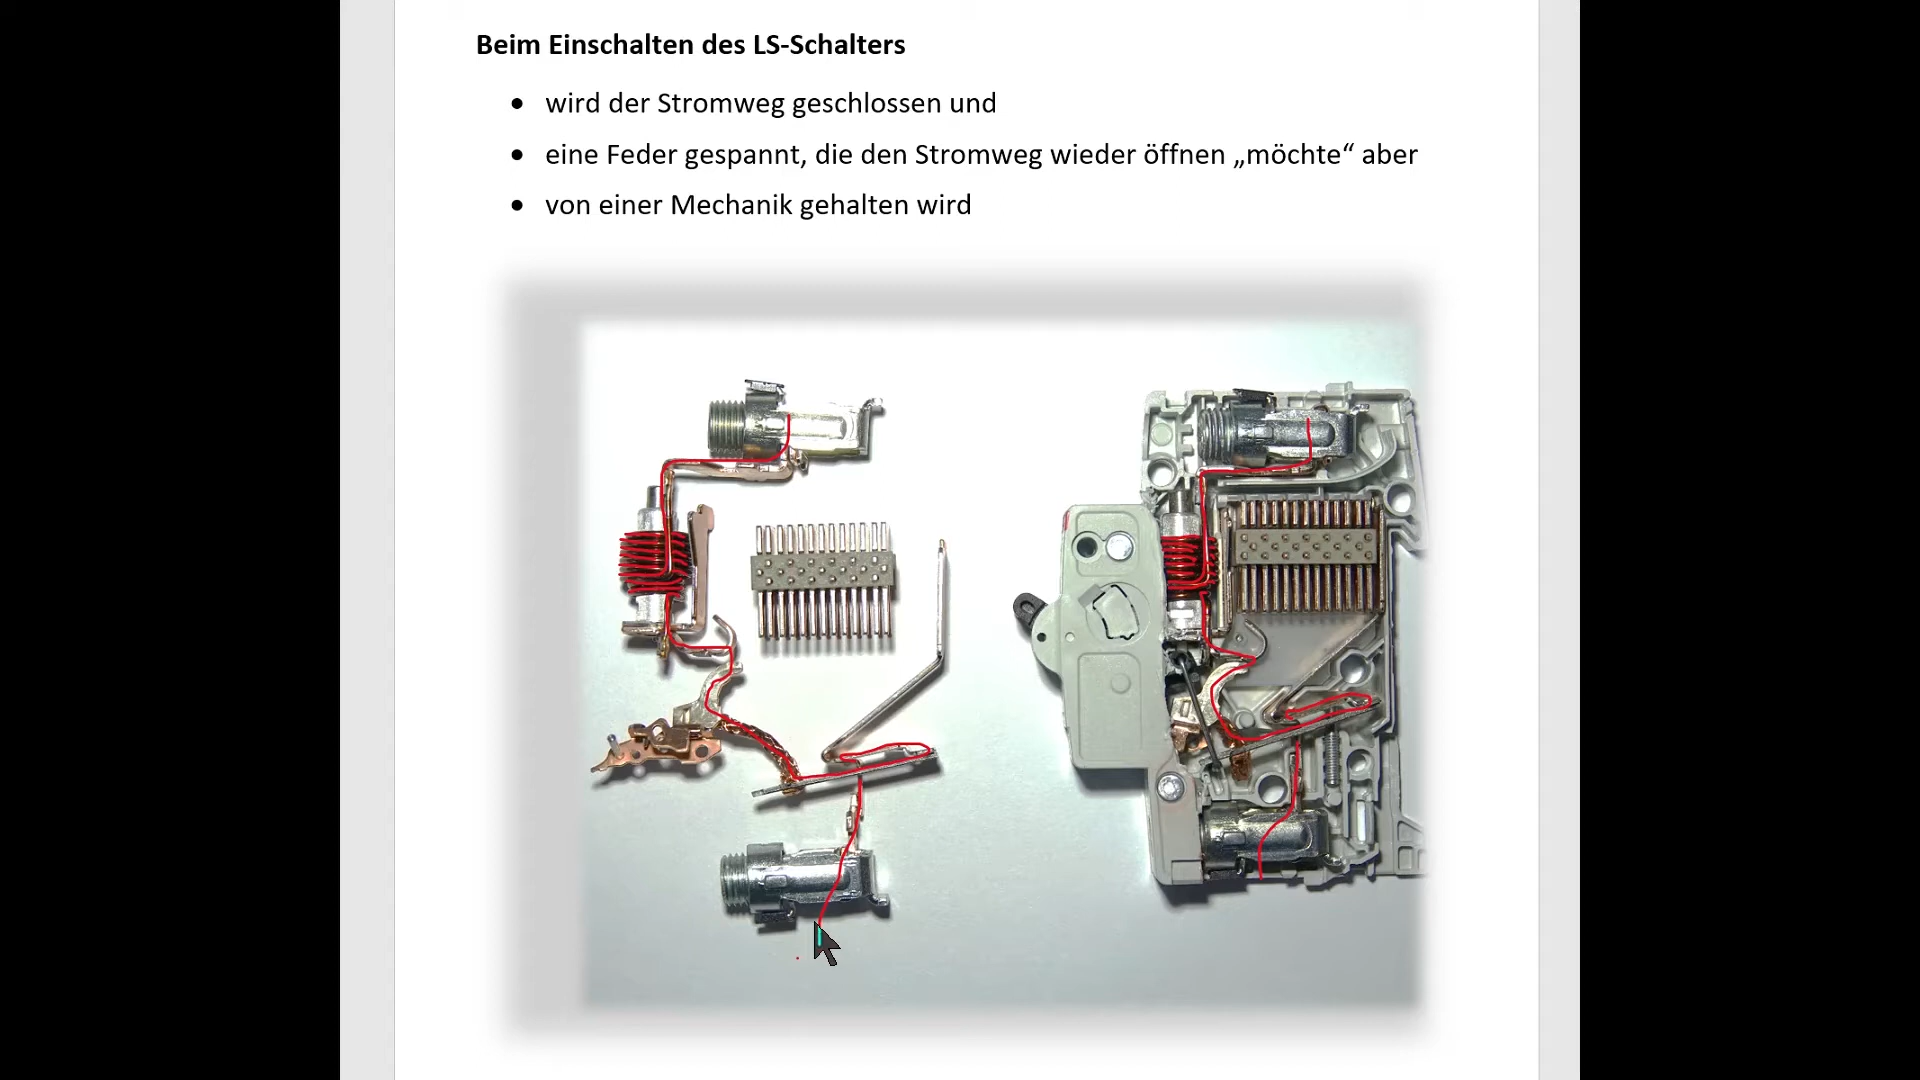 Beim Einschalten des LS-Schalters
• wird der Stromweg geschlossen und
• eine Feder gespannt, die den Stromweg wieder öffnen „möchte“ aber
• von einer Mechanik gehalten wird